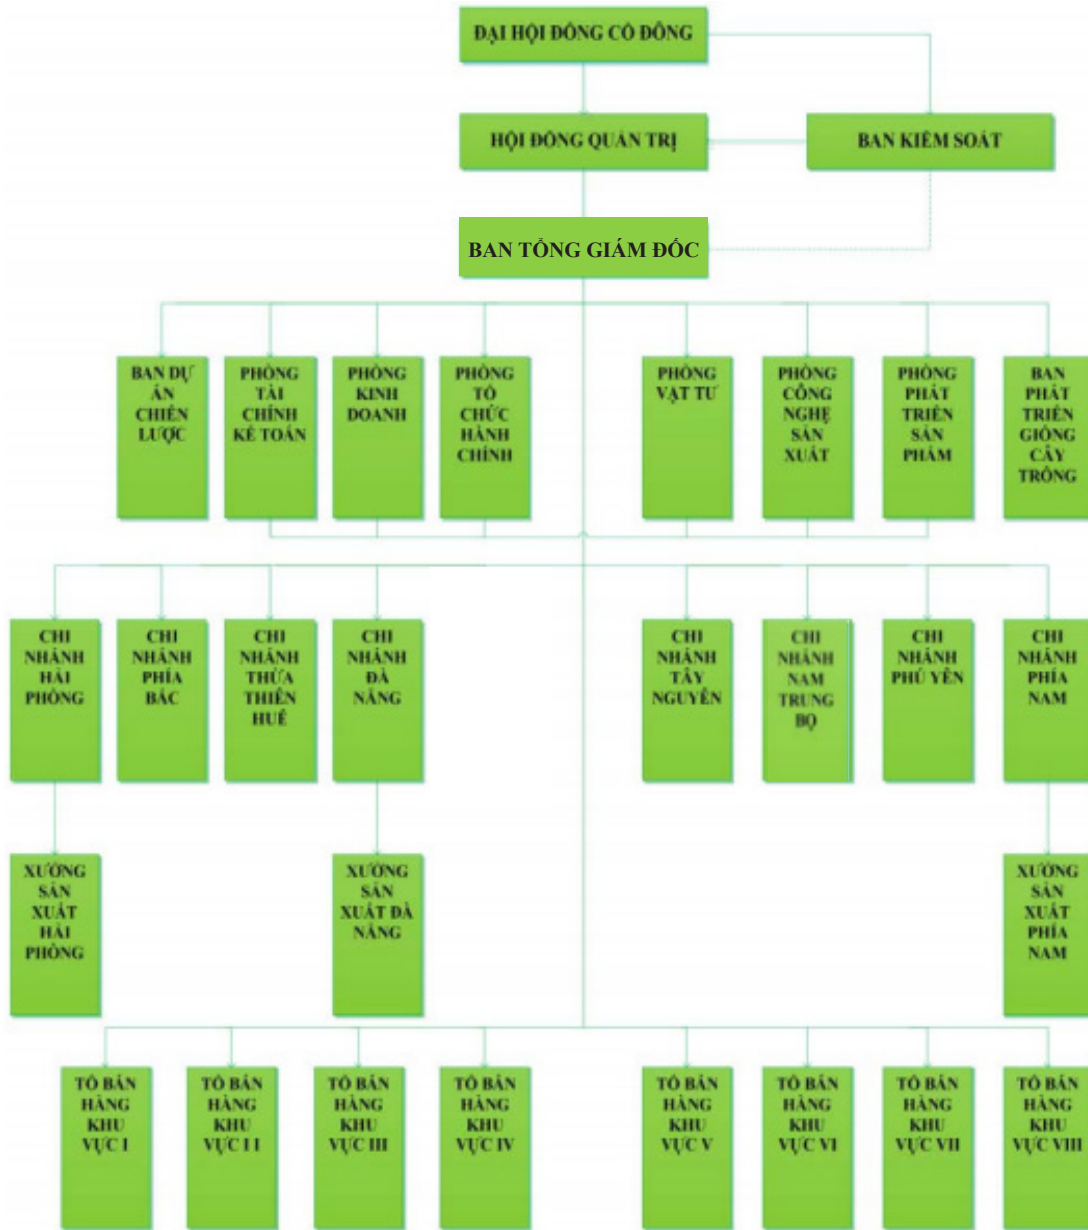 ĐẠI HỘI ĐỒNG CỔ ĐÔNG
HỘI ĐỒNG QUẢN TRỊ
BAN KIỂM SOÁT
BAN TỔNG GIÁM ĐỐC
BAN DỰ
ÁN
CHIẾN
LƯỢC
PHÒNG
TÀI
CHÍNH
KẾ TOÁN
PHÒNG
KINH
DOANH
PHÒNG
TỔ
CHỨC
HÀNH
CHÍNH
PHÒNG
VẬT TƯ
PHÒNG
CÔNG
NGHỆ
SẢN
XUẤT
PHÒNG
PHÁT
TRIỂN
SẢN
PHẨM
BAN
PHÁT
TRIỂN
GIỐNG
CÂY
TRỒNG
CHI
NHÁNH
HẢI
PHÒNG
CHI
NHÁNH
PHÍA
BẮC
CHI
NHÁNH
THỪA
THIÊN
HUẾ
CHI
NHÁNH
ĐÀ
NẴNG
CHI
NHÁNH
TÂY
NGUYÊN
CHI
NHÁNH
NAM
TRUNG
BỘ
CHI
NHÁNH
PHÚ YÊN
CHI
NHÁNH
PHÍA
NAM
XƯỞNG
SẢN
XUẤT
HẢI
PHÒNG
XƯỞNG
SẢN
XUẤT ĐÀ
NẴNG
XƯỞNG
SẢN
XUẤT
PHÍA
NAM
TỔ BÁN
HÀNG
KHU
VỰC I
TỔ BÁN
HÀNG
KHU
VỰC I I
TỔ BÁN
HÀNG
KHU
VỰC III
TỔ BÁN
HÀNG
KHU
VỰC IV
TỔ BÁN
HÀNG
KHU
VỰC V
TỔ BÁN
HÀNG
KHU
VỰC VI
TỔ BÁN
HÀNG
KHU
VỰC VII
TỔ BÁN
HÀNG
KHU
VỰC VIII